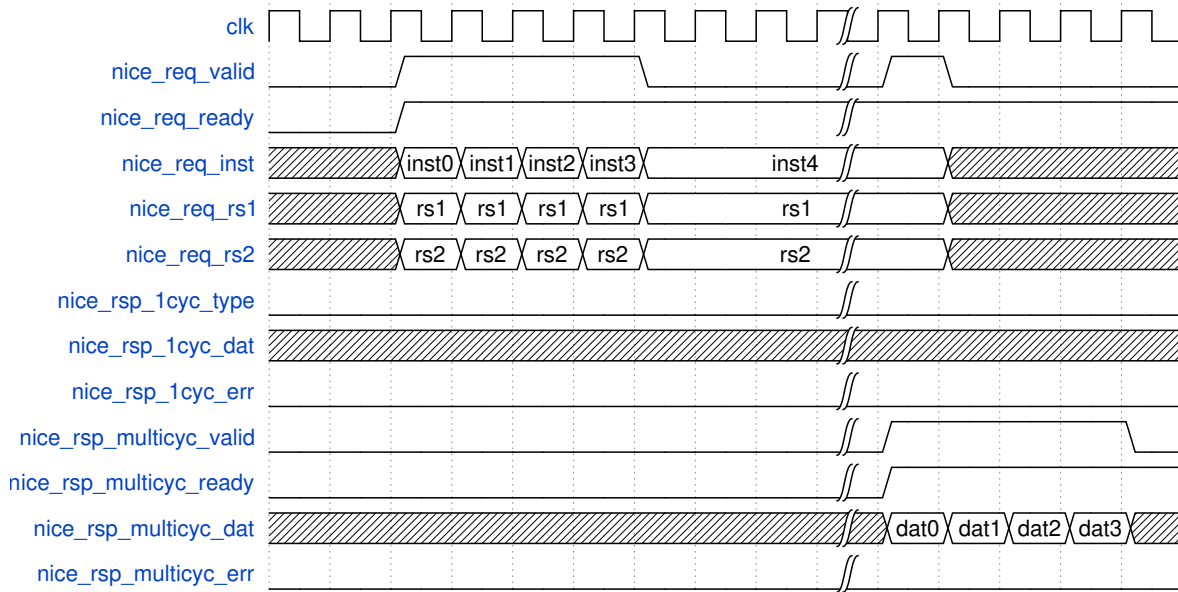 clk
nice_req_valid
nice_req_ready
nice_req_inst inst0 inst1 inst2 inst3 inst4
nice_req_rs1 rs1 rs1 rs1 rs1 rs1
nice_req_rs2 rs2 rs2 rs2 rs2 rs2
nice_rsp_1cyc_type
nice_rsp_1cyc_dat
nice_rsp_1cyc_err
nice_rsp_multicyc_valid
nice_rsp_multicyc_ready
nice_rsp_multicyc_dat dat0 dat1 dat2 dat3
nice_rsp_multicyc_err